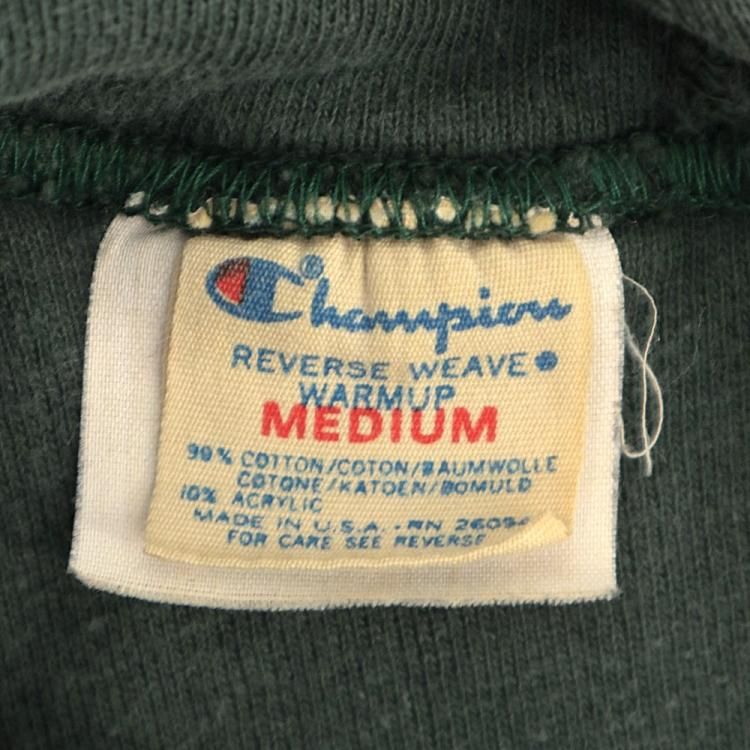 Champion®
REVERSE WEAVE®
WARMUP
MEDIUM
90% COTTON/COTON/BAUMWOLLE
COTONE/KATOEN/BOMULD
10% ACRYLIC
MADE IN U.S.A. - RN 26094
FOR CARE SEE REVERSE